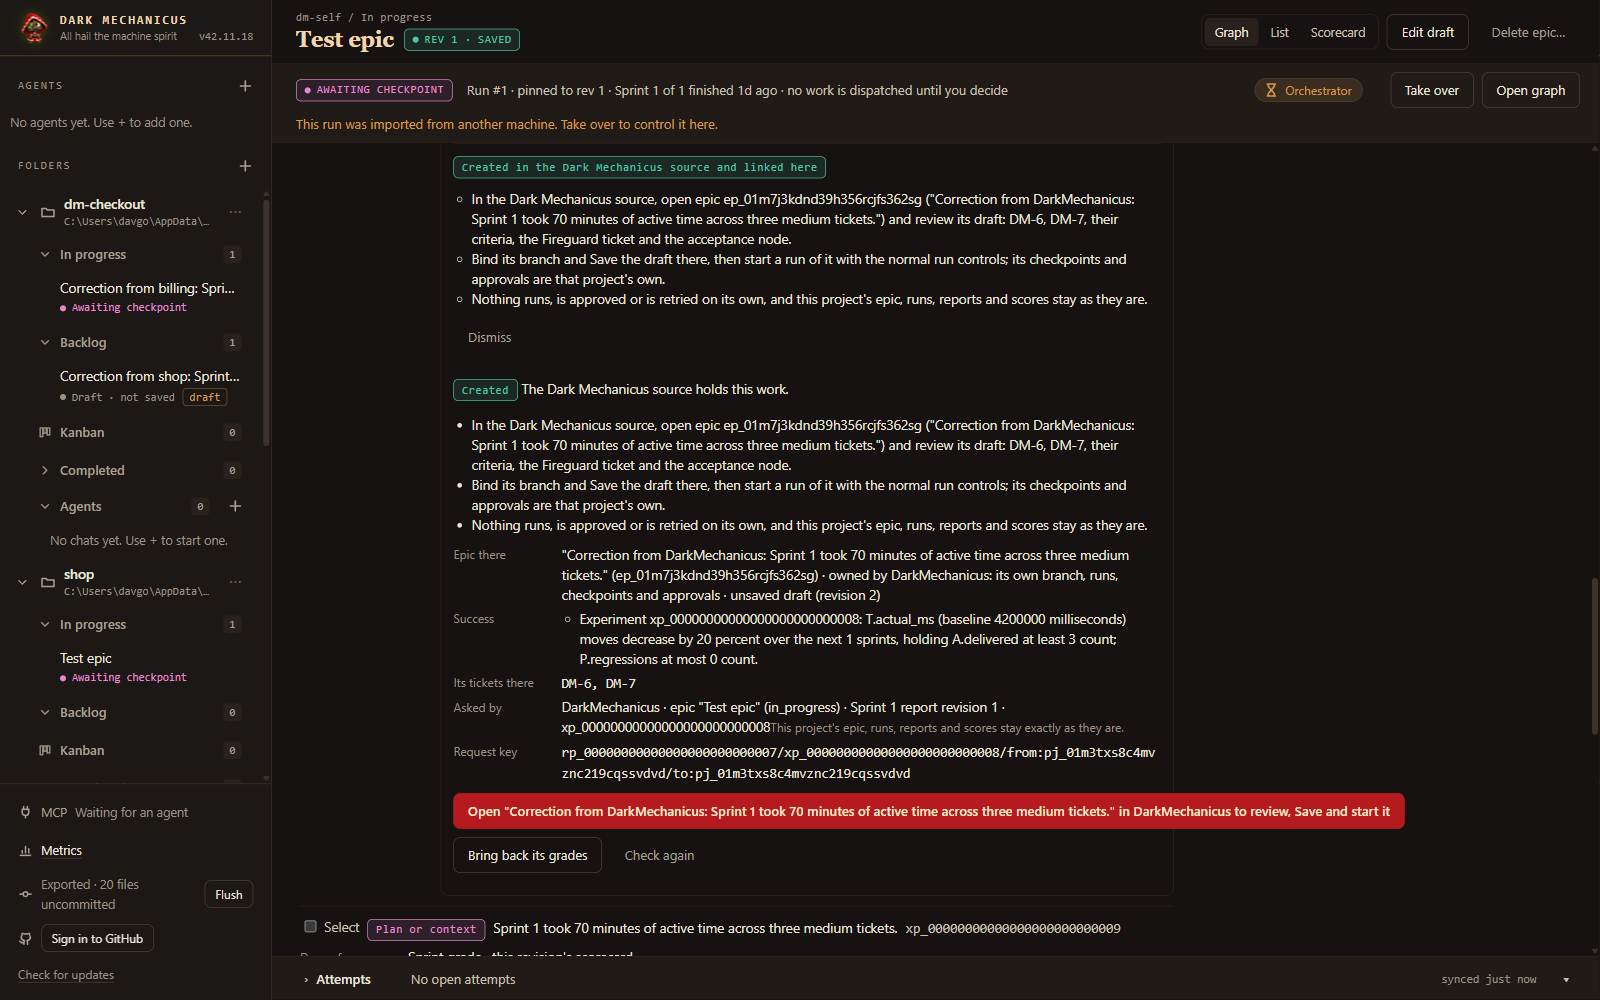 DARK MECHANICUS
All hail the machine spirit v42.11.18
AGENTS
No agents yet. Use + to add one.
FOLDERS
dm-checkout
C:\Users\davgo\AppData\...
In progress 1
Correction from billing: Spri...
Awaiting checkpoint
Backlog 1
Correction from shop: Sprint...
Draft · not saved draft
Kanban 0
Completed 0
Agents 0
No chats yet. Use + to start one.
shop
C:\Users\davgo\AppData\...
In progress 1
Test epic
Awaiting checkpoint
Backlog 0
Kanban 0
MCP Waiting for an agent
Metrics
Exported · 20 files
uncommitted
Flush
Sign in to GitHub
Check for updates
dm-self / In progress
Test epic REV 1 · SAVED
Graph List Scorecard Edit draft Delete epic...
AWAITING CHECKPOINT Run #1 · pinned to rev 1 · Sprint 1 of 1 finished 1d ago · no work is dispatched until you decide
Orchestrator Take over Open graph
This run was imported from another machine. Take over to control it here.
Created in the Dark Mechanicus source and linked here
In the Dark Mechanicus source, open epic ep_01m7j3kdnd39h356rcjfs362sg ("Correction from DarkMechanicus:
Sprint 1 took 70 minutes of active time across three medium tickets.") and review its draft: DM-6, DM-7, their
criteria, the Fireguard ticket and the acceptance node.
Bind its branch and Save the draft there, then start a run of it with the normal run controls; its checkpoints and
approvals are that project's own.
Nothing runs, is approved or is retried on its own, and this project's epic, runs, reports and scores stay as they are.
Dismiss
Created The Dark Mechanicus source holds this work.
In the Dark Mechanicus source, open epic ep_01m7j3kdnd39h356rcjfs362sg ("Correction from DarkMechanicus:
Sprint 1 took 70 minutes of active time across three medium tickets.") and review its draft: DM-6, DM-7, their
criteria, the Fireguard ticket and the acceptance node.
Bind its branch and Save the draft there, then start a run of it with the normal run controls; its checkpoints and
approvals are that project's own.
Nothing runs, is approved or is retried on its own, and this project's epic, runs, reports and scores stay as they are.
Epic there "Correction from DarkMechanicus: Sprint 1 took 70 minutes of active time across three medium
tickets." (ep_01m7j3kdnd39h356rcjfs362sg) · owned by DarkMechanicus: its own branch, runs,
checkpoints and approvals · unsaved draft (revision 2)
Success Experiment xp_00000000000000000000000008: T.actual_ms (baseline 4200000 milliseconds)
moves decrease by 20 percent over the next 1 sprints, holding A.delivered at least 3 count;
P.regressions at most 0 count.
Its tickets there DM-6, DM-7
Asked by DarkMechanicus · epic "Test epic" (in_progress) · Sprint 1 report revision 1 ·
xp_00000000000000000000000008This project's epic, runs, reports and scores stay exactly as they are.
Request key rp_00000000000000000000000007/xp_00000000000000000000000008/from:pj_01m3txs8c4mv
znc219cqssvdvd/to:pj_01m3txs8c4mvznc219cqssvdvd
Open "Correction from DarkMechanicus: Sprint 1 took 70 minutes of active time across three medium tickets." in DarkMechanicus to review, Save and start it
Bring back its grades Check again
Select Plan or context Sprint 1 took 70 minutes of active time across three medium tickets. xp_00000000000000000000000009
Attempts No open attempts synced just now